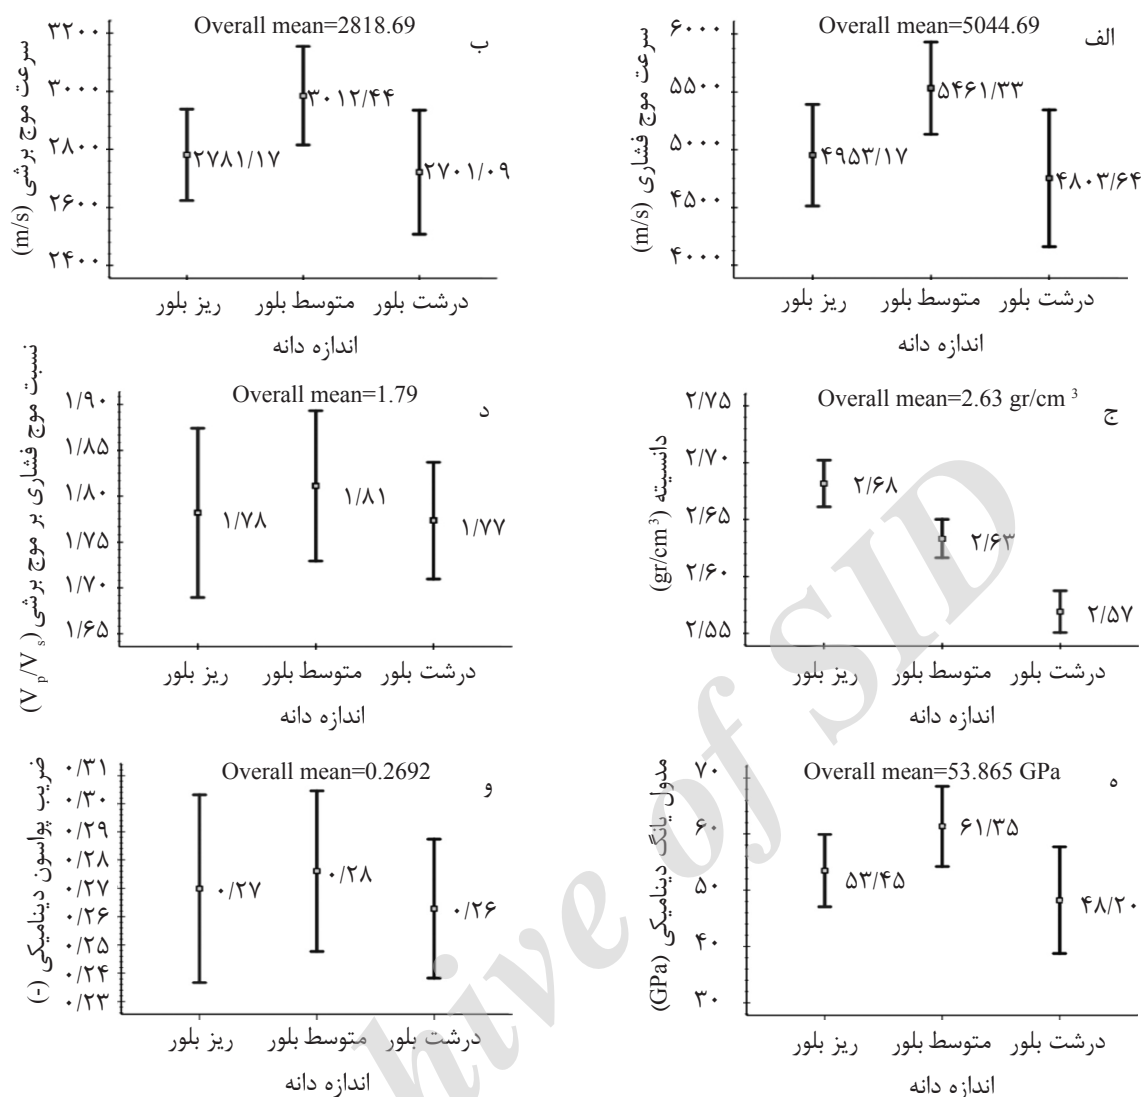 الف
Overall mean=5044.69
سرعت موج فشاری (m/s)
۶۰۰۰
۵۵۰۰
۵۰۰۰
۴۵۰۰
۴۰۰۰
۴۹۵۳/۱۷
۵۴۶۱/۳۳
۴۸۰۳/۶۴
ریز بلور متوسط بلور درشت بلور
اندازه دانه
ب
Overall mean=2818.69
سرعت موج برشی (m/s)
۳۲۰۰
۳۰۰۰
۲۸۰۰
۲۶۰۰
۲۴۰۰
۲۷۸۱/۱۷
۳۰۱۲/۴۴
۲۷۰۱/۰۹
ریز بلور متوسط بلور درشت بلور
اندازه دانه
ج
Overall mean=2.63 gr/cm 3
دانسیته (gr/cm3)
۲/۷۵
۲/۷۰
۲/۶۵
۲/۶۰
۲/۵۵
۲/۶۸
۲/۶۳
۲/۵۷
ریز بلور متوسط بلور درشت بلور
اندازه دانه
د
Overall mean=1.79
نسبت موج فشاری بر موج برشی (V p/V s)
۱/۹۰
۱/۸۵
۱/۸۰
۱/۷۵
۱/۷۰
۱/۶۵
۱/۷۸
۱/۸۱
۱/۷۷
ریز بلور متوسط بلور درشت بلور
اندازه دانه
ه
Overall mean=53.865 GPa
مدول یانگ دینامیکی (GPa)
۷۰
۶۰
۵۰
۴۰
۳۰
۵۳/۴۵
۶۱/۳۵
۴۸/۲۰
ریز بلور متوسط بلور درشت بلور
اندازه دانه
و
Overall mean=0.2692
ضریب پواسون دینامیکی (-)
۰/۳۱
۰/۳۰
۰/۲۹
۰/۲۸
۰/۲۷
۰/۲۶
۰/۲۵
۰/۲۴
۰/۲۳
۰/۲۷
۰/۲۸
۰/۲۶
ریز بلور متوسط بلور درشت بلور
اندازه دانه
hive of SID